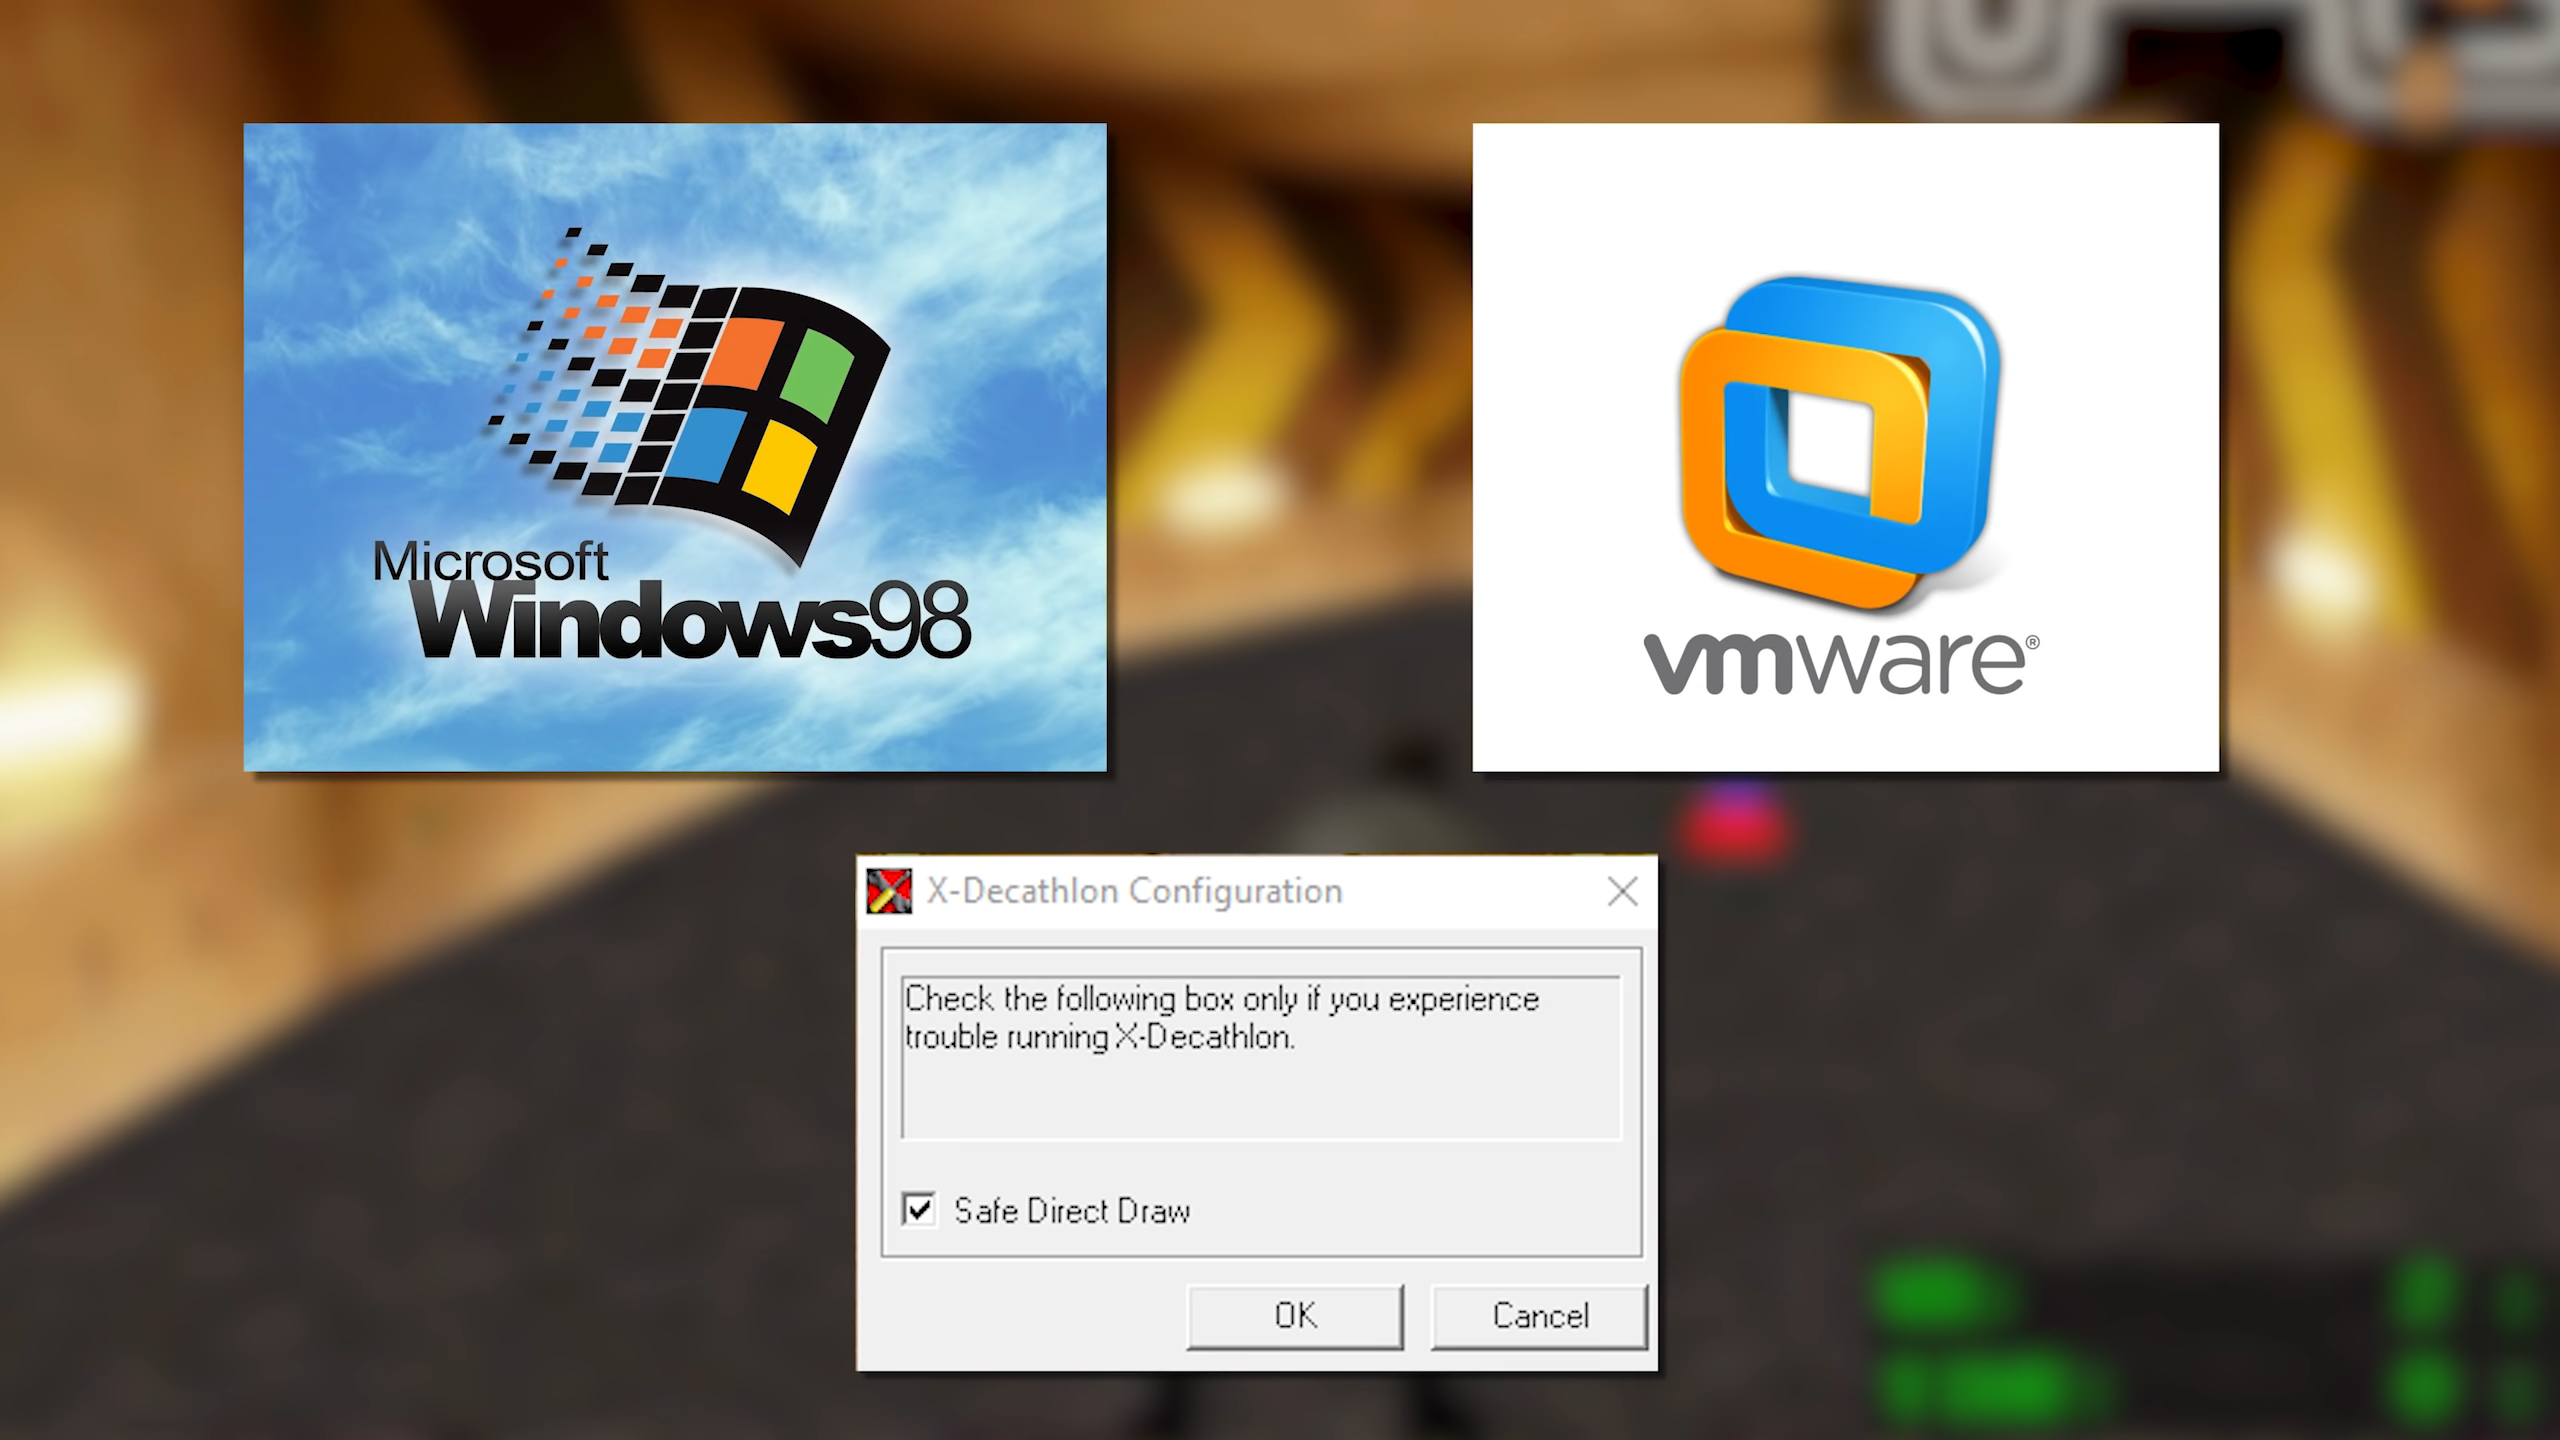 Microsoft
Windows98
vmware®
X-Decathlon Configuration
Check the following box only if you experience
trouble running X-Decathlon.
Safe Direct Draw
OK
Cancel